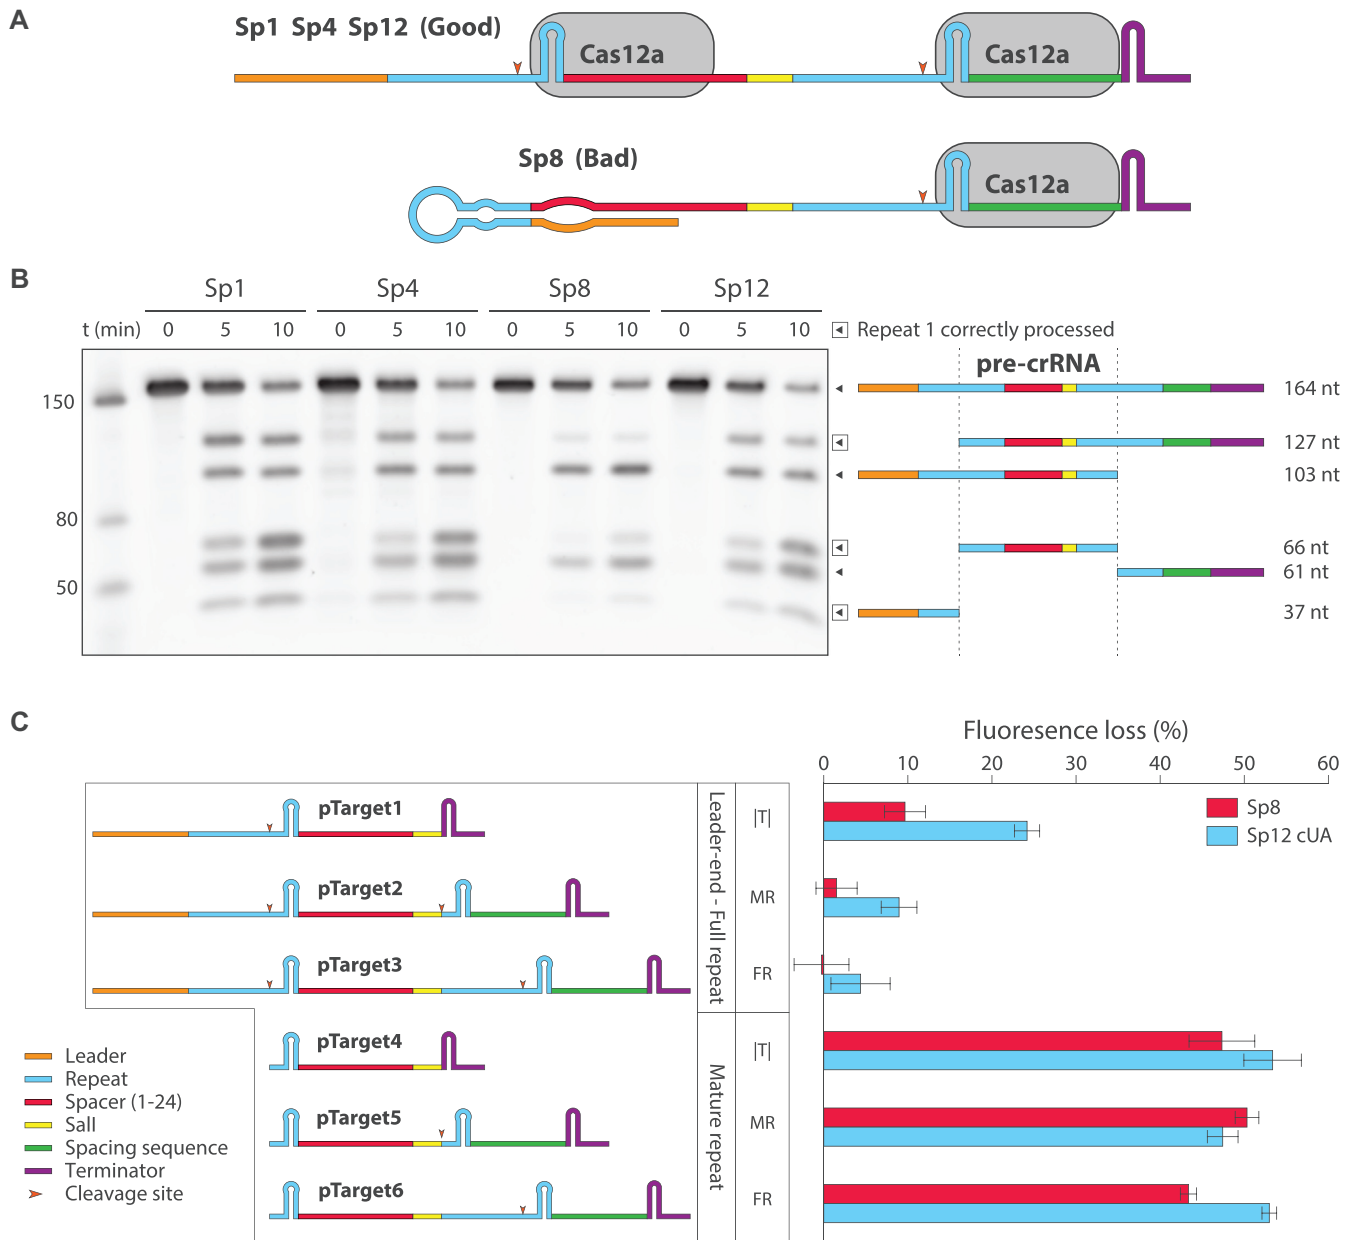 A
Sp1 Sp4 Sp12 (Good)
Cas12a
Cas12a
Sp8 (Bad)
Cas12a
B
Sp1 Sp4 Sp8 Sp12
t (min) 0 5 10 0 5 10 0 5 10 0 5 10
Repeat 1 correctly processed
pre-crRNA
150
80
50
164 nt
127 nt
103 nt
66 nt
61 nt
37 nt
C
Fluoresence loss (%)
0 10 20 30 40 50 60
Sp8
Sp12 cUA
pTarget1
pTarget2
pTarget3
pTarget4
pTarget5
pTarget6
Leader-end - Full repeat
Mature repeat
|T|
MR
FR
|T|
MR
FR
Leader
Repeat
Spacer (1-24)
SalI
Spacing sequence
Terminator
Cleavage site